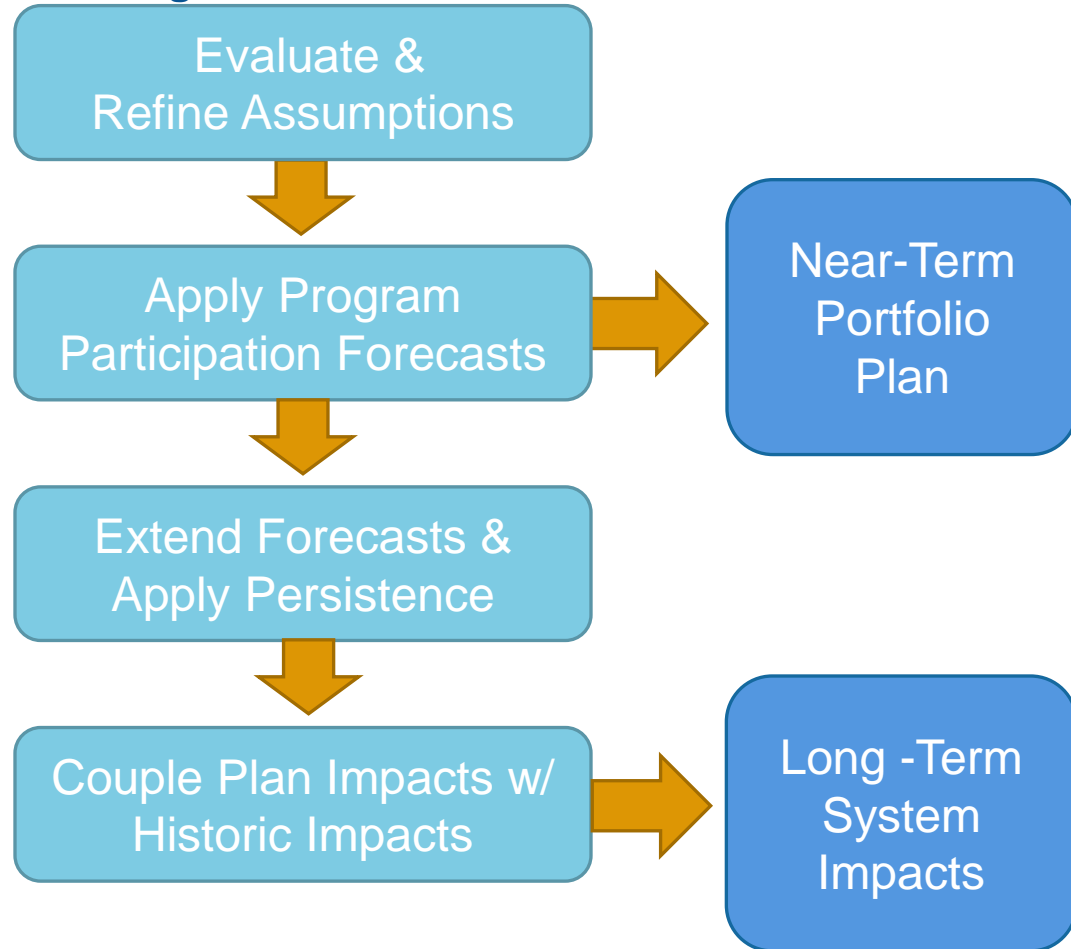 Evaluate &
Refine Assumptions
Apply Program
Participation Forecasts
Near-Term
Portfolio
Plan
Extend Forecasts &
Apply Persistence
Couple Plan Impacts w/
Historic Impacts
Long -Term
System
Impacts